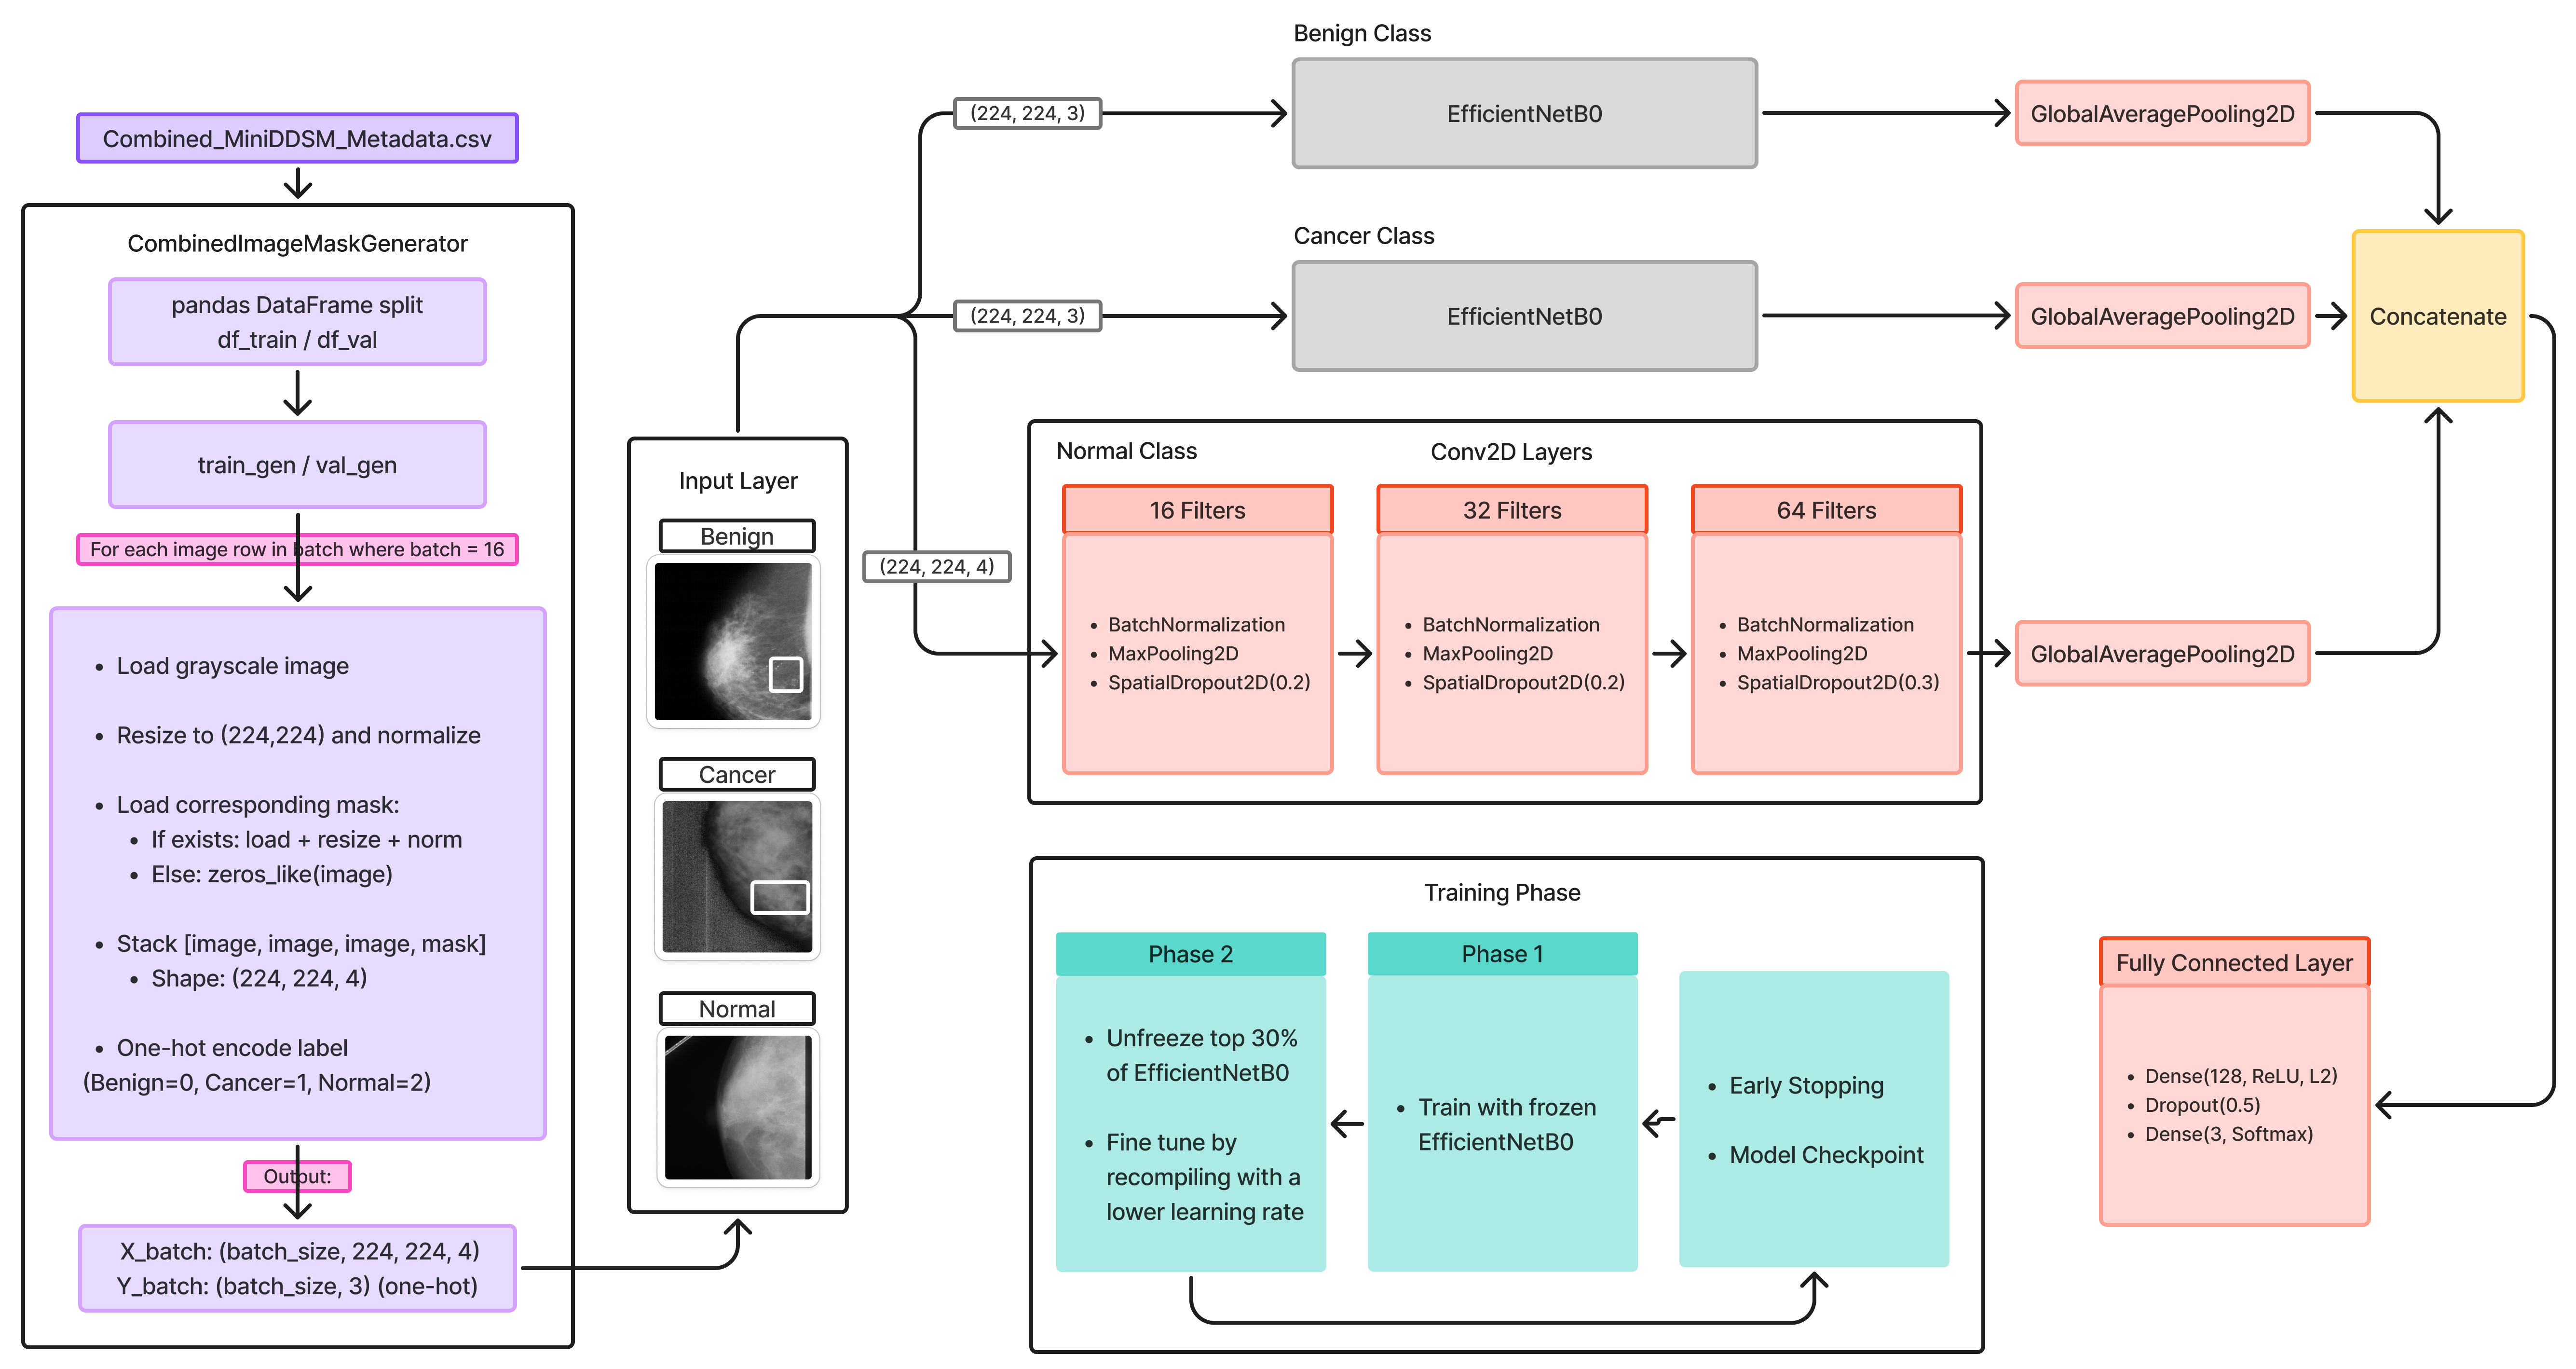 Combined_MiniDDSM_Metadata.csv
CombinedImageMaskGenerator
pandas DataFrame split
df_train / df_val
train_gen / val_gen
For each image row in batch where batch = 16
• Load grayscale image
• Resize to (224,224) and normalize
• Load corresponding mask:
• If exists: load + resize + norm
• Else: zeros_like(image)
• Stack [image, image, image, mask]
• Shape: (224, 224, 4)
• One-hot encode label
(Benign=0, Cancer=1, Normal=2)
Output:
X_batch: (batch_size, 224, 224, 4)
Y_batch: (batch_size, 3) (one-hot)
Input Layer
Benign
Cancer
Normal
(224, 224, 3)
(224, 224, 3)
(224, 224, 4)
Benign Class
EfficientNetB0
GlobalAveragePooling2D
Cancer Class
EfficientNetB0
GlobalAveragePooling2D
Concatenate
Normal Class
Conv2D Layers
16 Filters
• BatchNormalization
• MaxPooling2D
• SpatialDropout2D(0.2)
32 Filters
• BatchNormalization
• MaxPooling2D
• SpatialDropout2D(0.2)
64 Filters
• BatchNormalization
• MaxPooling2D
• SpatialDropout2D(0.3)
GlobalAveragePooling2D
Training Phase
Phase 2
• Unfreeze top 30%
of EfficientNetB0
• Fine tune by
recompiling with a
lower learning rate
Phase 1
• Train with frozen
EfficientNetB0
• Early Stopping
• Model Checkpoint
Fully Connected Layer
• Dense(128, ReLU, L2)
• Dropout(0.5)
• Dense(3, Softmax)